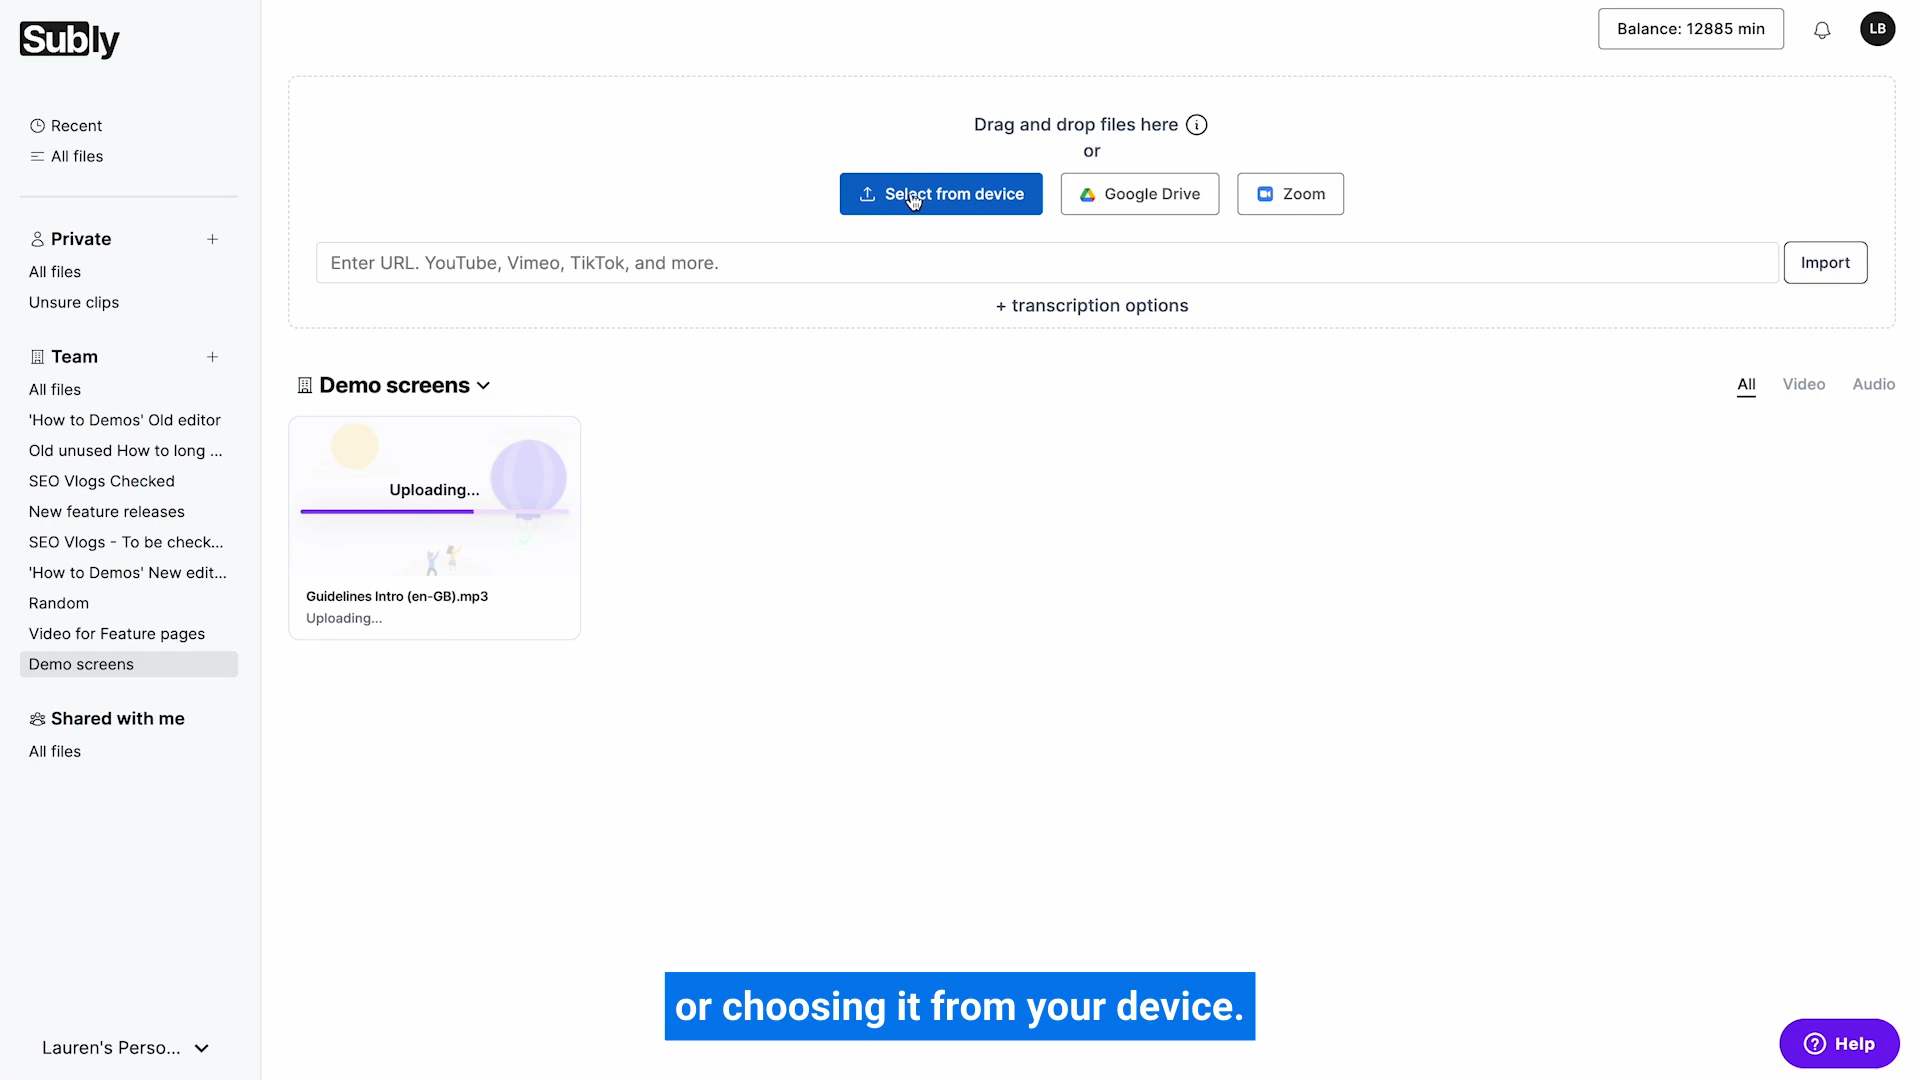 Subly
Balance: 12885 min
LB
Recent
All files
Drag and drop files here
or
Select from device
Google Drive
Zoom
Enter URL. YouTube, Vimeo, TikTok, and more.
Import
+ transcription options
Private
All files
Unsure clips
Team
All files
'How to Demos' Old editor
Old unused How to long ...
SEO Vlogs Checked
New feature releases
SEO Vlogs - To be check...
'How to Demos' New edit...
Random
Video for Feature pages
Demo screens
Shared with me
All files
Lauren's Perso...
Demo screens
All
Video
Audio
Uploading...
Guidelines Intro (en-GB).mp3
Uploading...
or choosing it from your device.
Help